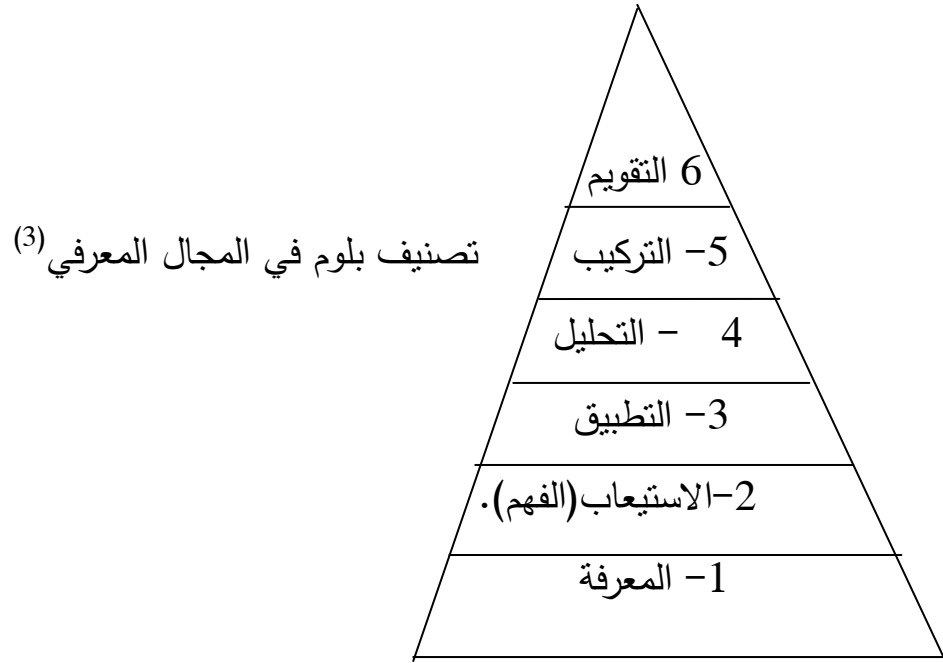 6 التقويم
5- التركيب
تصنيف بلوم في المجال المعرفي(3)
4 - التحليل
3- التطبيق
2-الاستيعاب(الفهم).
1- المعرفة